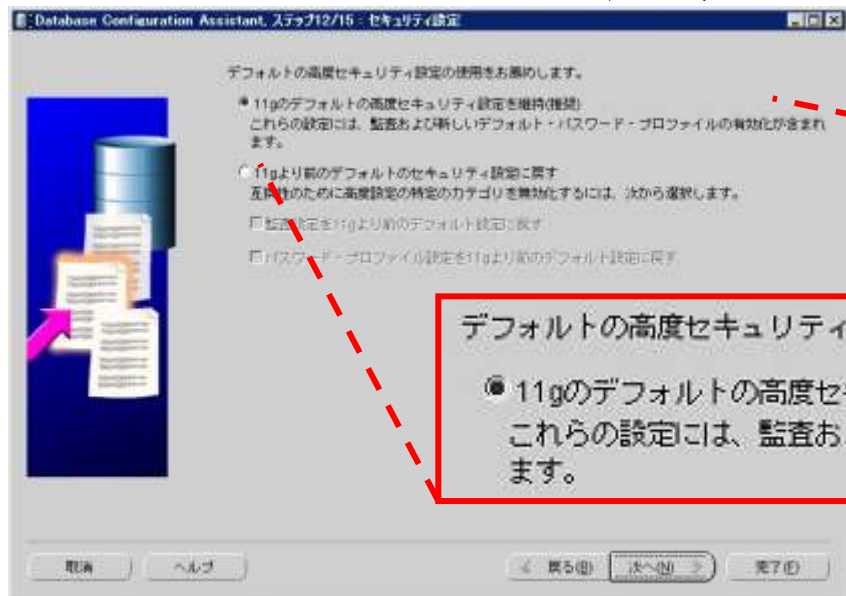 Database Configuration Assistant, ステップ12/15 : セキュリティ設定
デフォルトの高度セキュリティ設定の使用をお薦めします。
11gのデフォルトの高度セキュリティ設定を維持(推奨)
これらの設定には、監査および新しいデフォルト・パスワード・プロファイルの有効化が含まれ
ます。
11gより前のデフォルトのセキュリティ設定に戻す
互換性のために高度設定の特定のカテゴリを無効化するには、次から選択します。
監査設定を11gより前のデフォルト設定に戻す
パスワード・プロファイル設定を11gより前のデフォルト設定に戻す
デフォルトの高度セキュリティ
11gのデフォルトの高度セ
これらの設定には、監査お
ます。
取消
ヘルプ
戻る(B)
次へ(N)
完了(F)